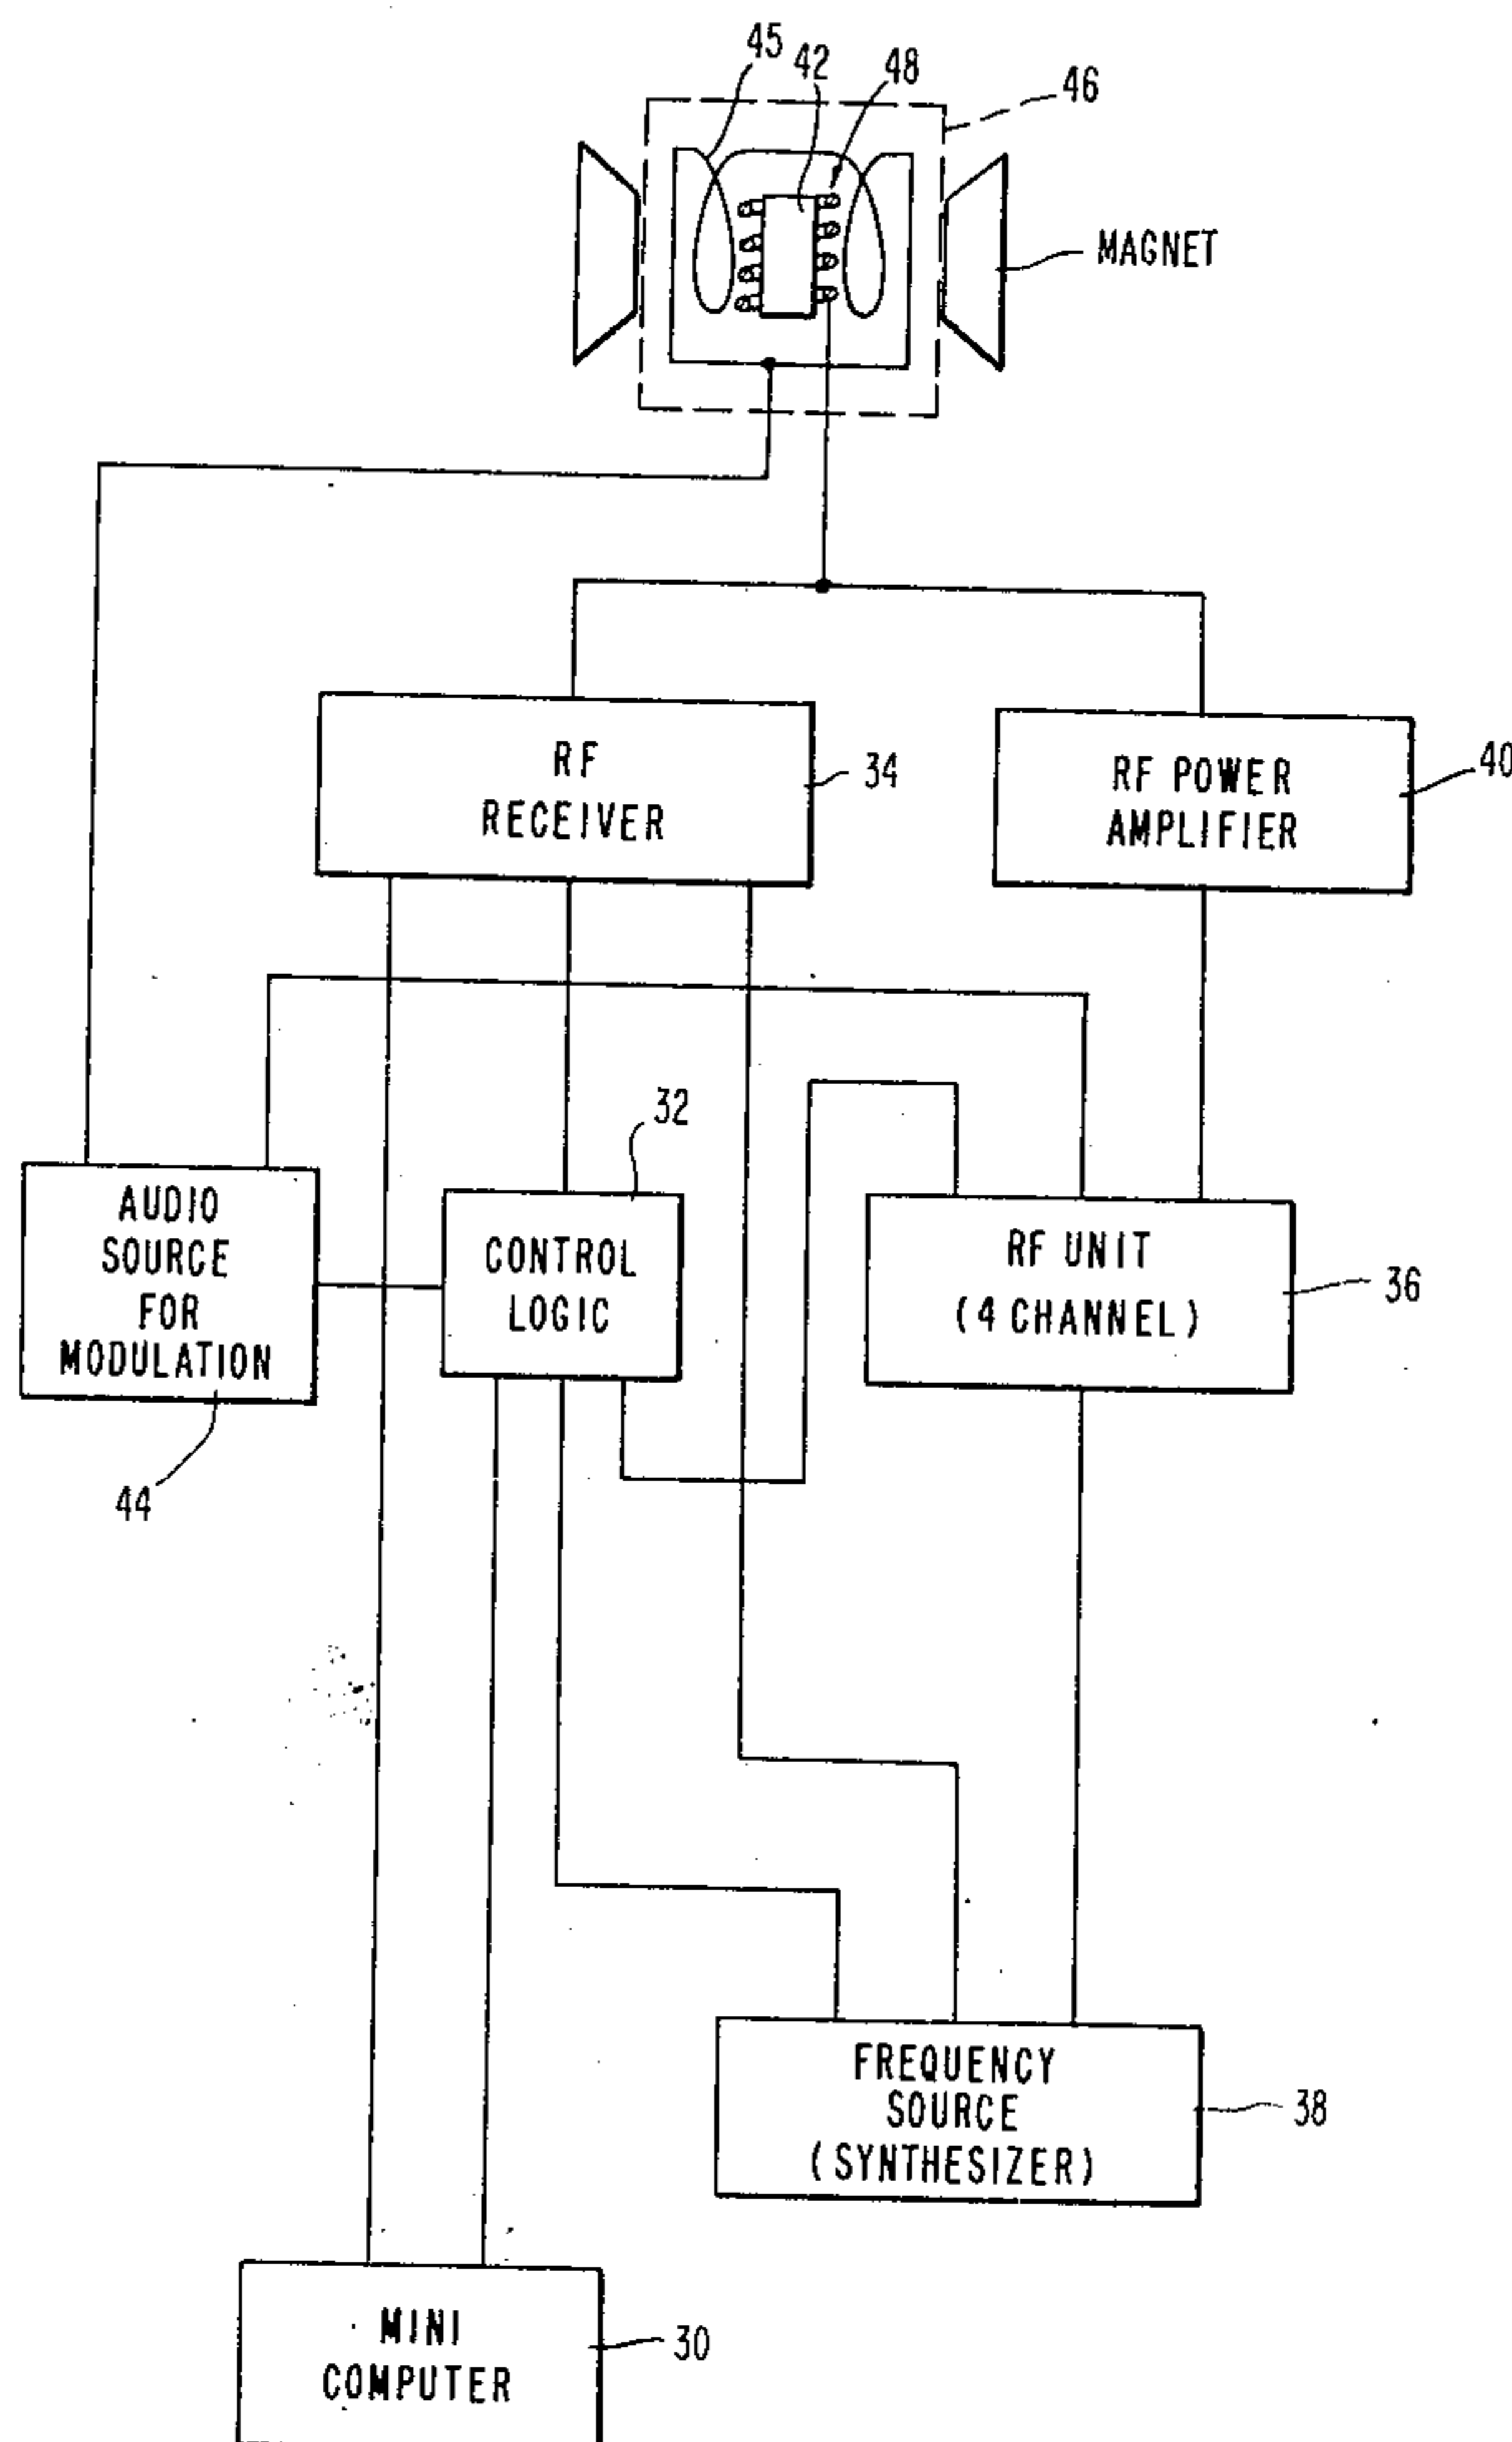 45
42
48
46
MAGNET
RF
RECEIVER
34
RF POWER
AMPLIFIER
40
32
AUDIO
SOURCE
FOR
MODULATION
CONTROL
LOGIC
RF UNIT
(4 CHANNEL)
36
44
FREQUENCY
SOURCE
(SYNTHESIZER)
38
MINI
COMPUTER
30